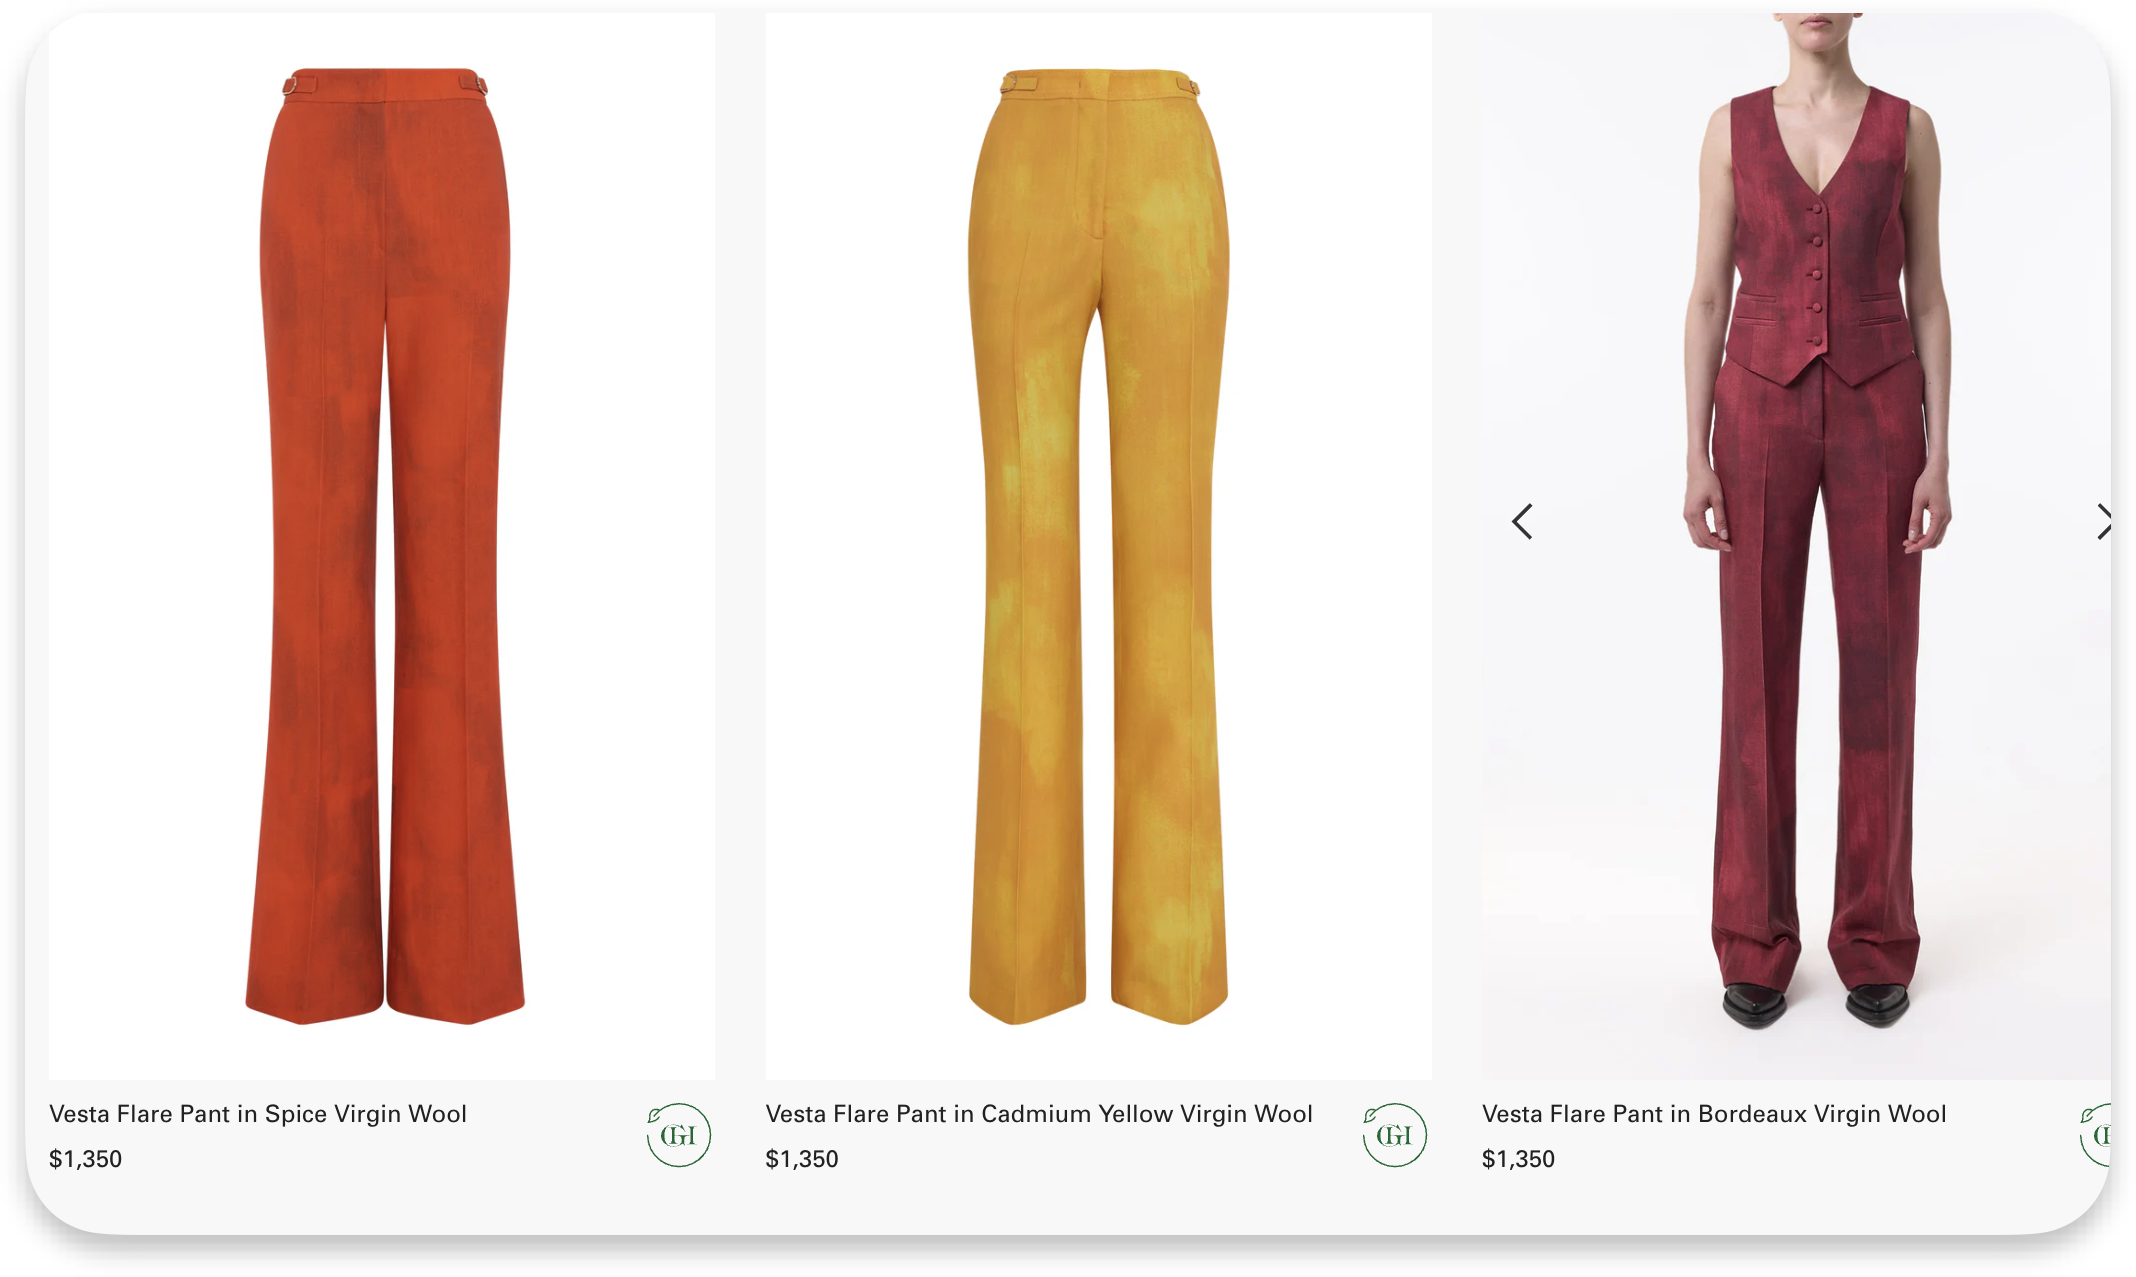 Vesta Flare Pant in Spice Virgin Wool
$1,350
GH
Vesta Flare Pant in Cadmium Yellow Virgin Wool
$1,350
GH
Vesta Flare Pant in Bordeaux Virgin Wool
$1,350